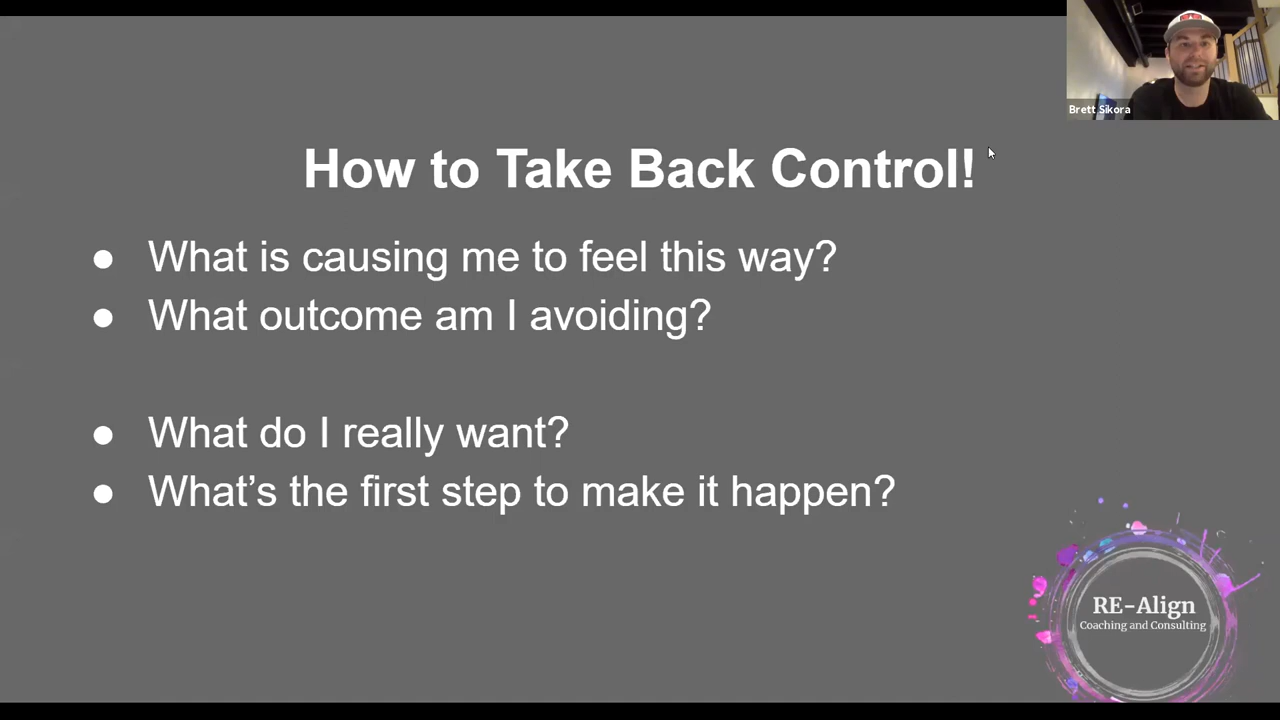 Brett Sikora
How to Take Back Control!
● What is causing me to feel this way?
● What outcome am I avoiding?
● What do I really want?
● What’s the first step to make it happen?
RE-Align
Coaching and Consulting